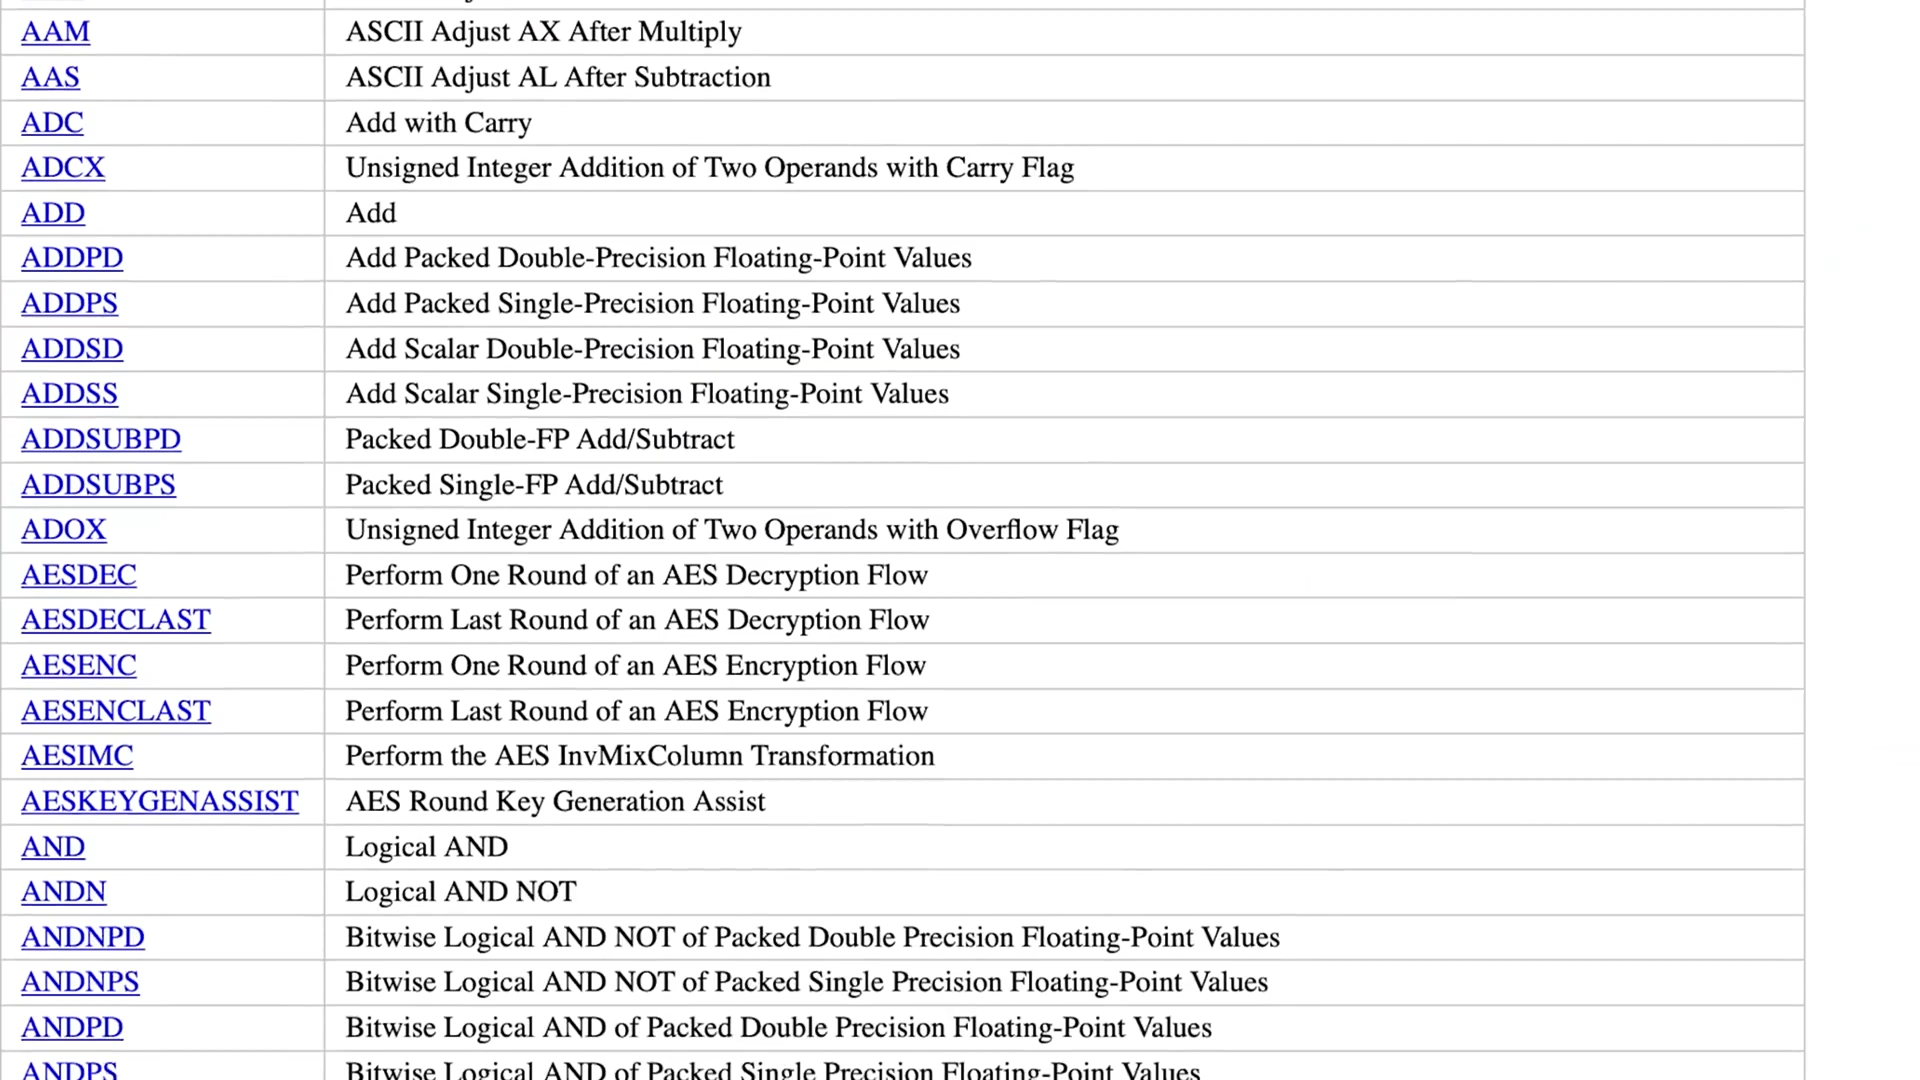 AAM ASCII Adjust AX After Multiply
AAS ASCII Adjust AL After Subtraction
ADC Add with Carry
ADCX Unsigned Integer Addition of Two Operands with Carry Flag
ADD Add
ADDPD Add Packed Double-Precision Floating-Point Values
ADDPS Add Packed Single-Precision Floating-Point Values
ADDSD Add Scalar Double-Precision Floating-Point Values
ADDSS Add Scalar Single-Precision Floating-Point Values
ADDSUBPD Packed Double-FP Add/Subtract
ADDSUBPS Packed Single-FP Add/Subtract
ADOX Unsigned Integer Addition of Two Operands with Overflow Flag
AESDEC Perform One Round of an AES Decryption Flow
AESDECLAST Perform Last Round of an AES Decryption Flow
AESENC Perform One Round of an AES Encryption Flow
AESENCLAST Perform Last Round of an AES Encryption Flow
AESIMC Perform the AES InvMixColumn Transformation
AESKEYGENASSIST AES Round Key Generation Assist
AND Logical AND
ANDN Logical AND NOT
ANDNPD Bitwise Logical AND NOT of Packed Double Precision Floating-Point Values
ANDNPS Bitwise Logical AND NOT of Packed Single Precision Floating-Point Values
ANDPD Bitwise Logical AND of Packed Double Precision Floating-Point Values
ANDPS Bitwise Logical AND of Packed Single Precision Floating-Point Values